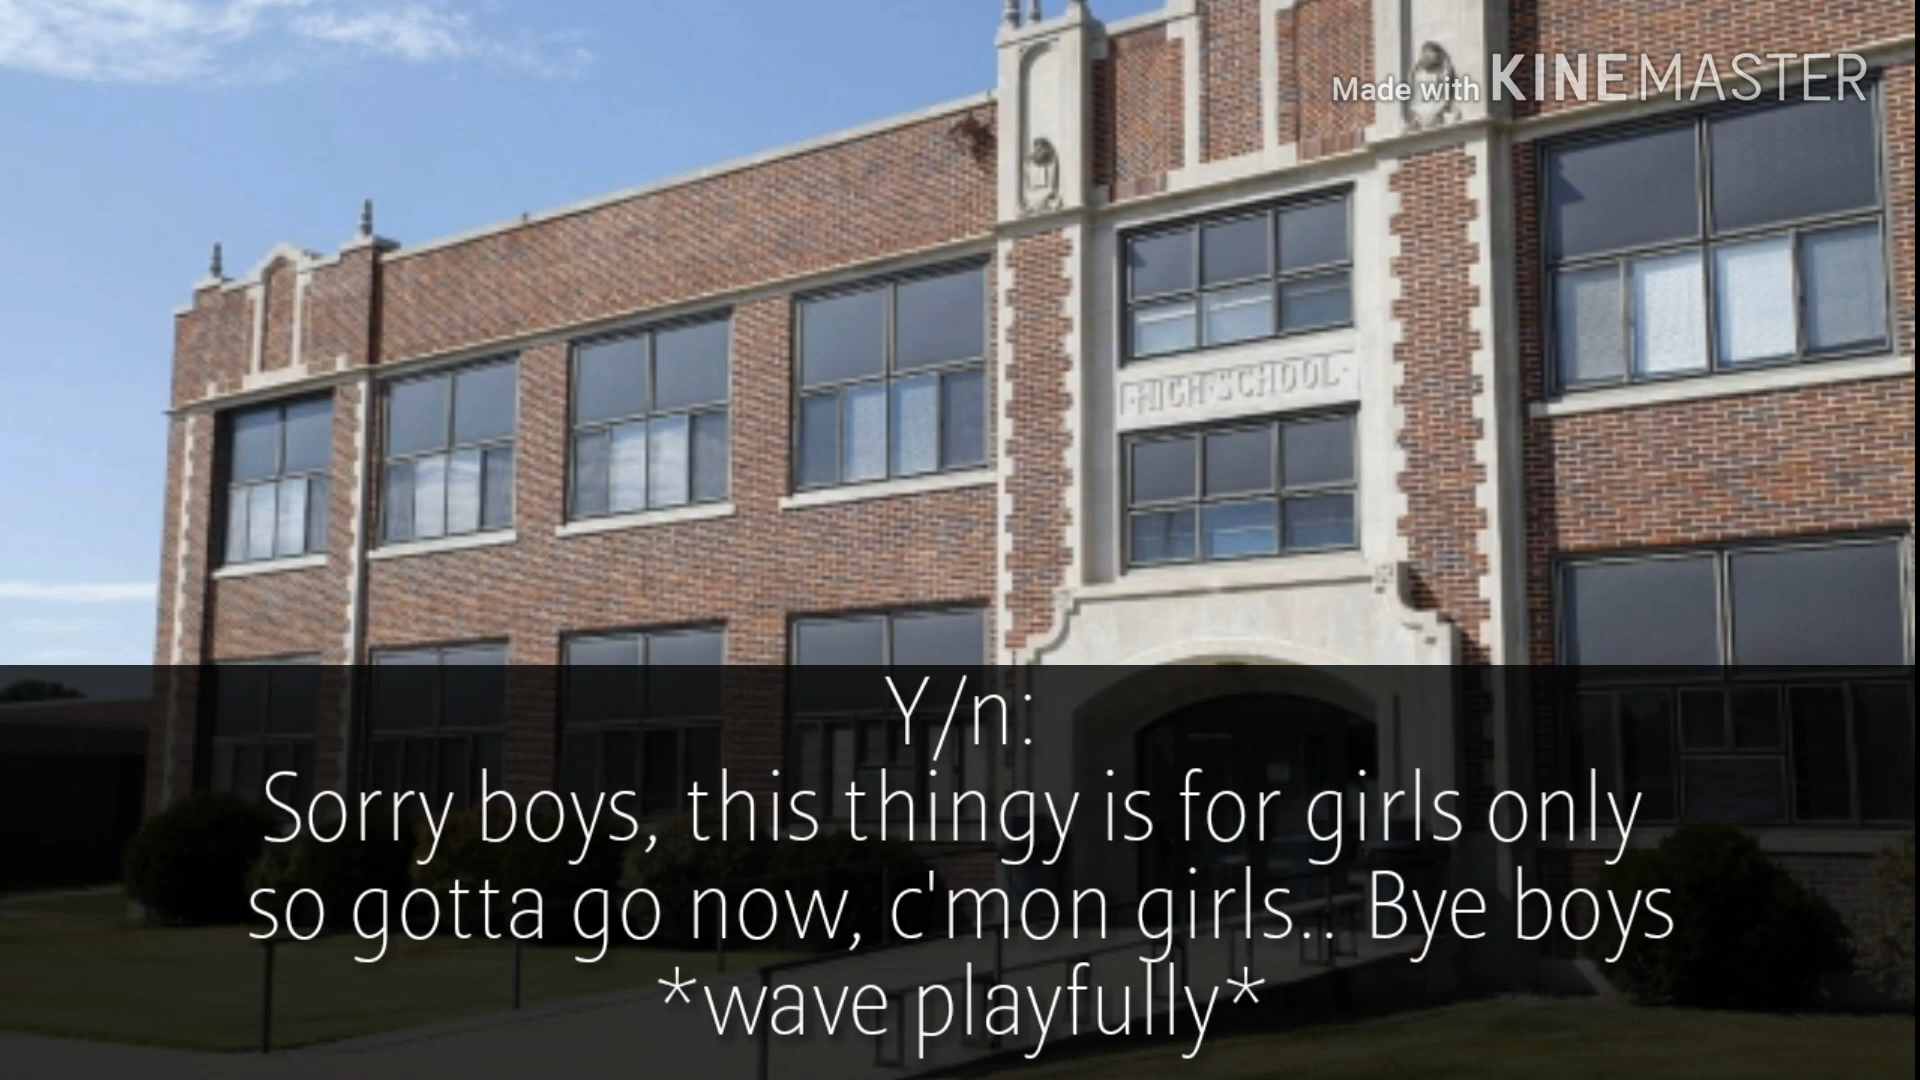 Made with KINEMASTER
HIGH·SCHOOL·
Y/n:
Sorry boys, this thingy is for girls only
so gotta go now, c'mon girls.. Bye boys
*wave playfully*